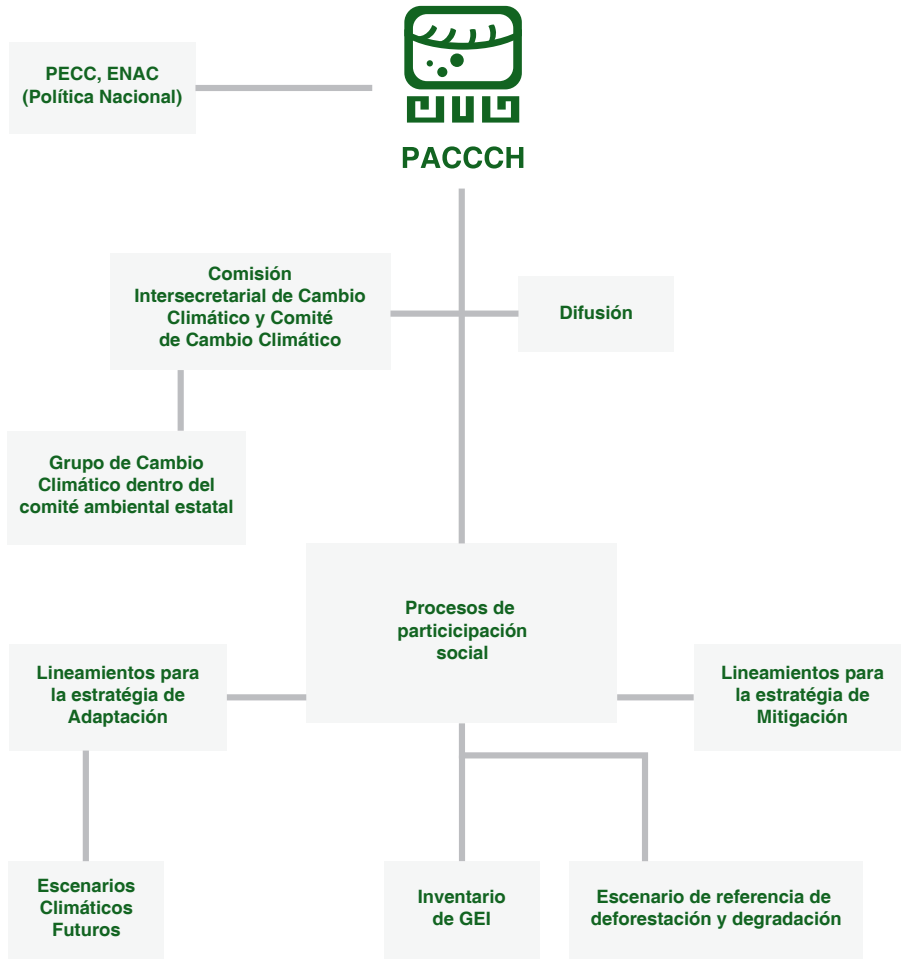 PECC, ENAC
(Política Nacional)
PACCCH
Comisión
Intersecretarial de Cambio
Climático y Comité
de Cambio Climático
Difusión
Grupo de Cambio
Climático dentro del
comité ambiental estatal
Procesos de
particicipación
social
Lineamientos para
la estratégia de
Adaptación
Lineamientos para
la estratégia de
Mitigación
Escenarios
Climáticos
Futuros
Inventario
de GEI
Escenario de referencia de
deforestación y degradación